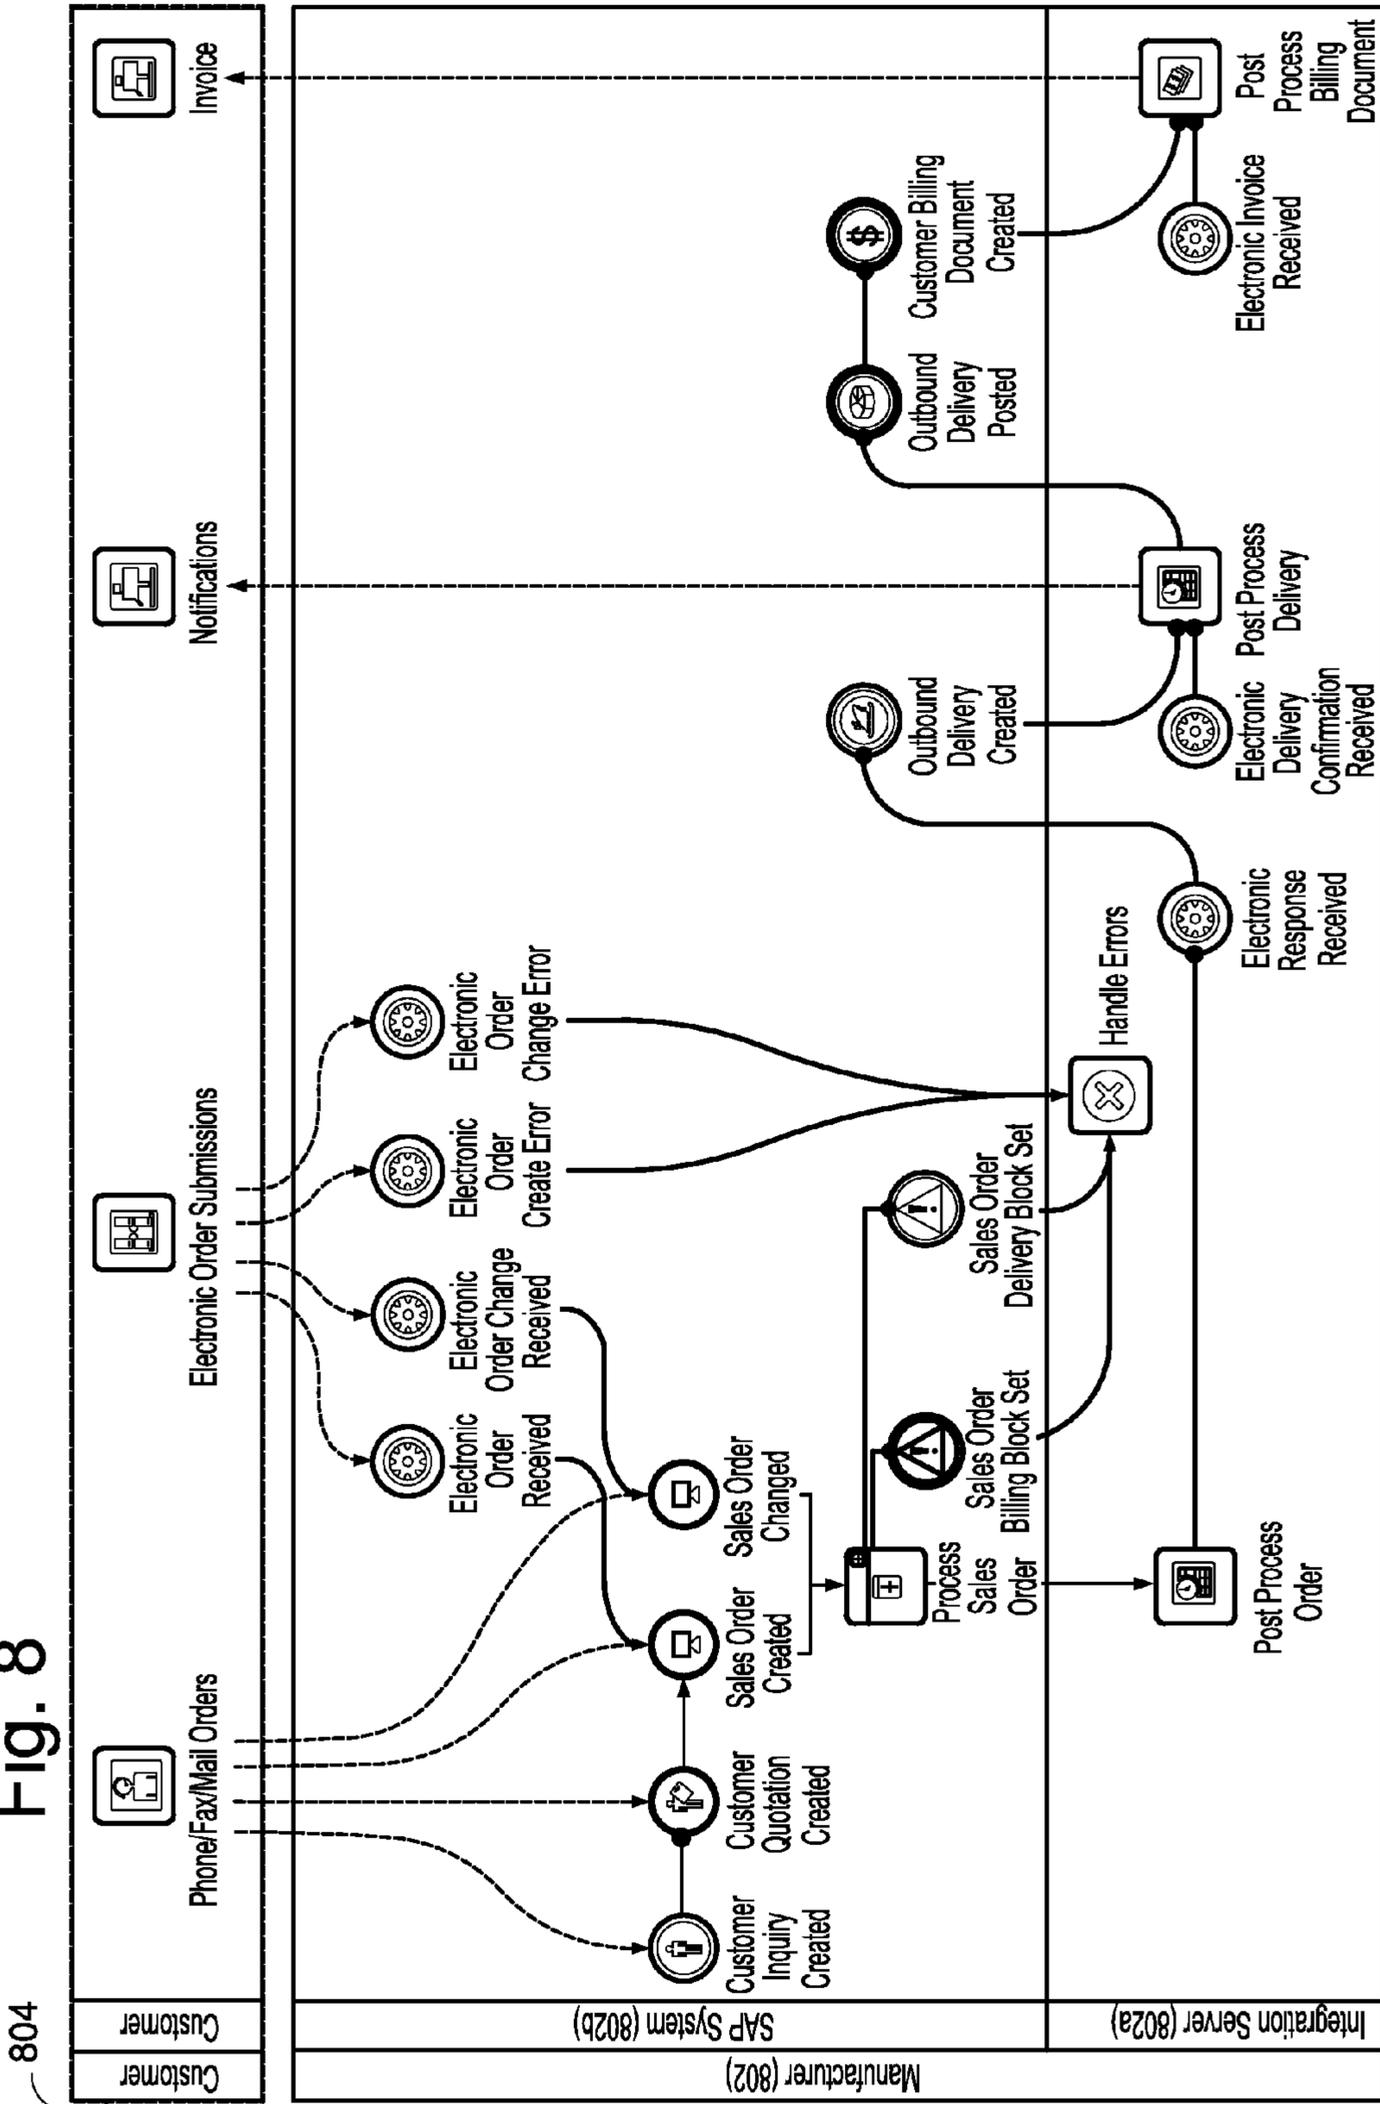 Fig. 8
804
Customer
Customer
Phone/Fax/Mail Orders
Electronic Order Submissions
Notifications
Invoice
Manufacturer (802)
SAP System (802b)
Electronic
Order
Received
Electronic
Order Change
Received
Electronic
Order
Create Error
Electronic
Order
Change Error
Customer
Inquiry
Created
Customer
Quotation
Created
Sales Order
Created
Sales Order
Changed
Process
Sales
Order
Sales Order
Billing Block Set
Sales Order
Delivery Block Set
Outbound
Delivery
Created
Outbound
Delivery
Posted
$
Customer Billing
Document
Created
Integration Server (802a)
Post Process
Order
Handle Errors
Electronic
Response
Received
Electronic
Delivery
Confirmation
Received
Post Process
Delivery
Electronic Invoice
Received
Post
Process
Billing
Document